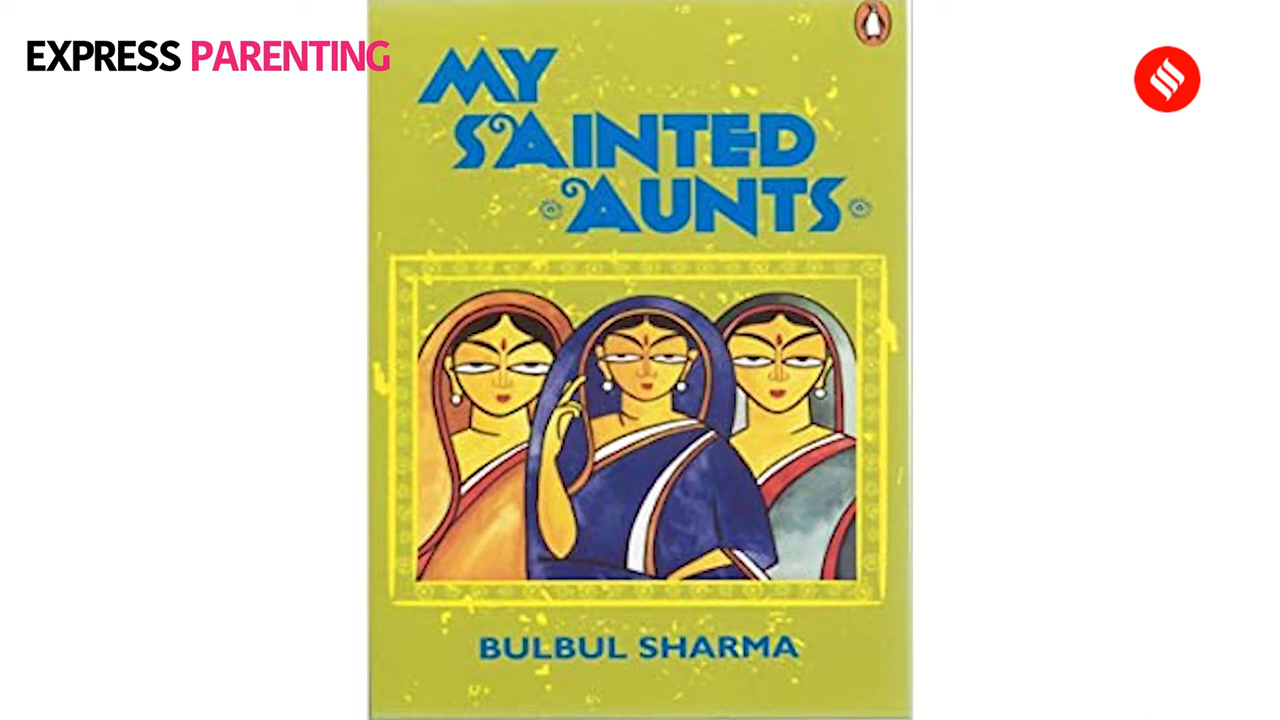 EXPRESS PARENTING
MY
SAINTED
AUNTS
BULBUL SHARMA